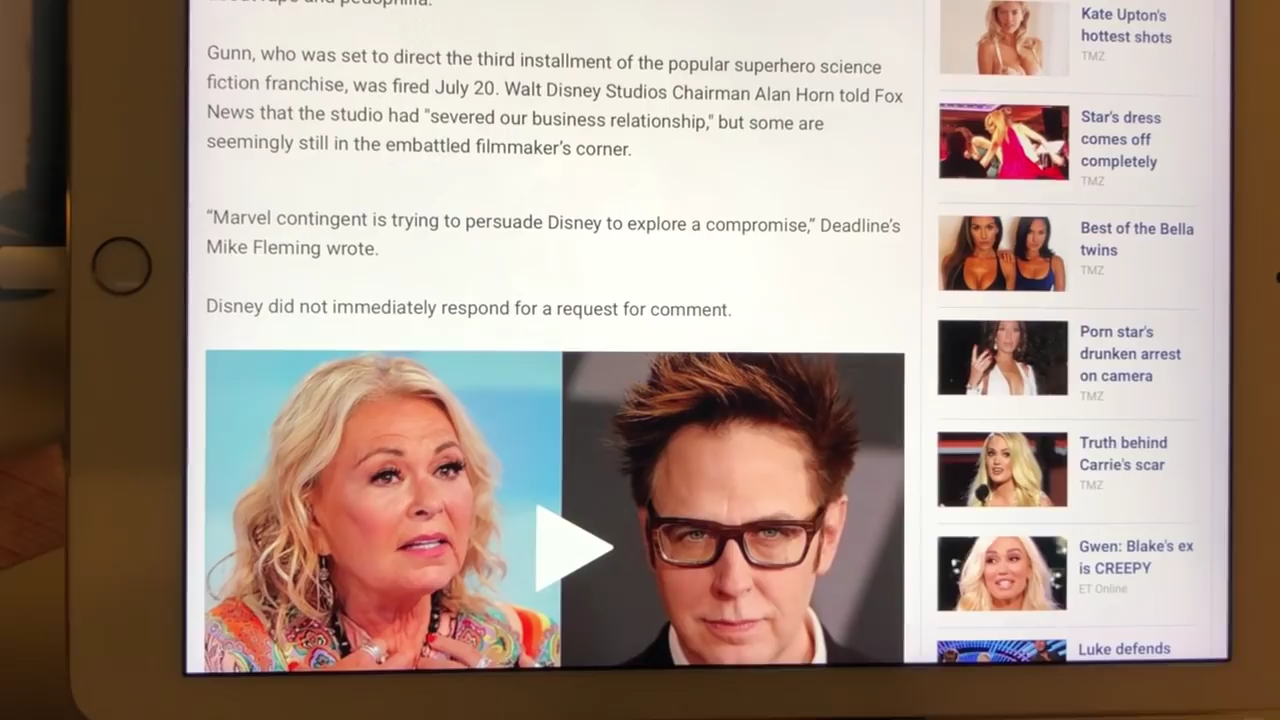 Gunn, who was set to direct the third installment of the popular superhero science
fiction franchise, was fired July 20. Walt Disney Studios Chairman Alan Horn told Fox
News that the studio had "severed our business relationship," but some are
seemingly still in the embattled filmmaker's corner.
“Marvel contingent is trying to persuade Disney to explore a compromise,” Deadline's
Mike Fleming wrote.
Disney did not immediately respond for a request for comment.
Kate Upton's
hottest shots
TMZ
Star's dress
comes off
completely
TMZ
Best of the Bella
twins
TMZ
Porn star's
drunken arrest
on camera
TMZ
Truth behind
Carrie's scar
TMZ
Gwen: Blake's ex
is CREEPY
ET Online
Luke defends